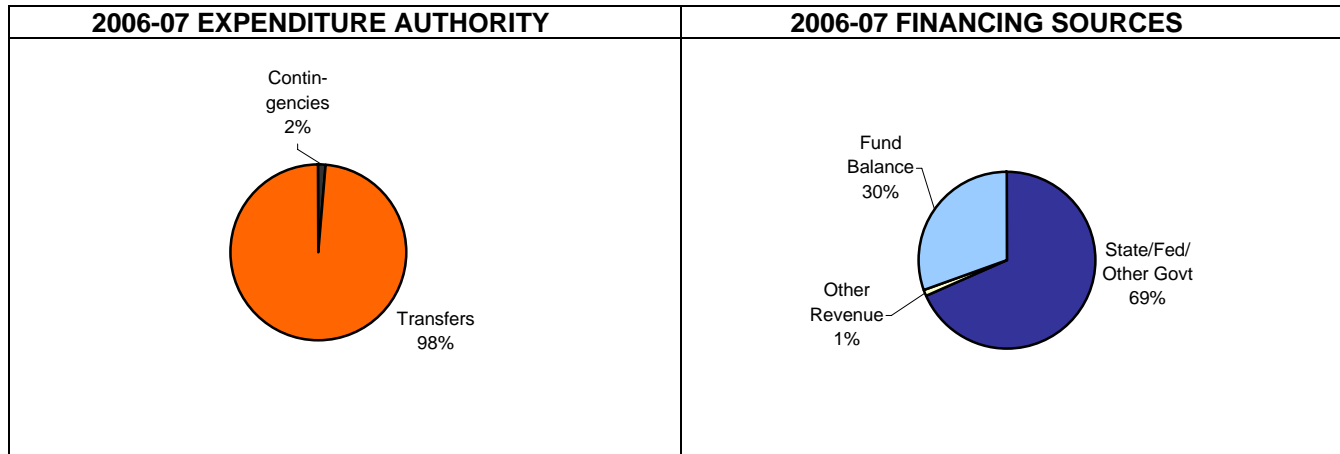 2006-07 EXPENDITURE AUTHORITY
Contin-
gencies
2%
Transfers
98%
2006-07 FINANCING SOURCES
Fund
Balance
30%
State/Fed/
Other Govt
69%
Other
Revenue
1%